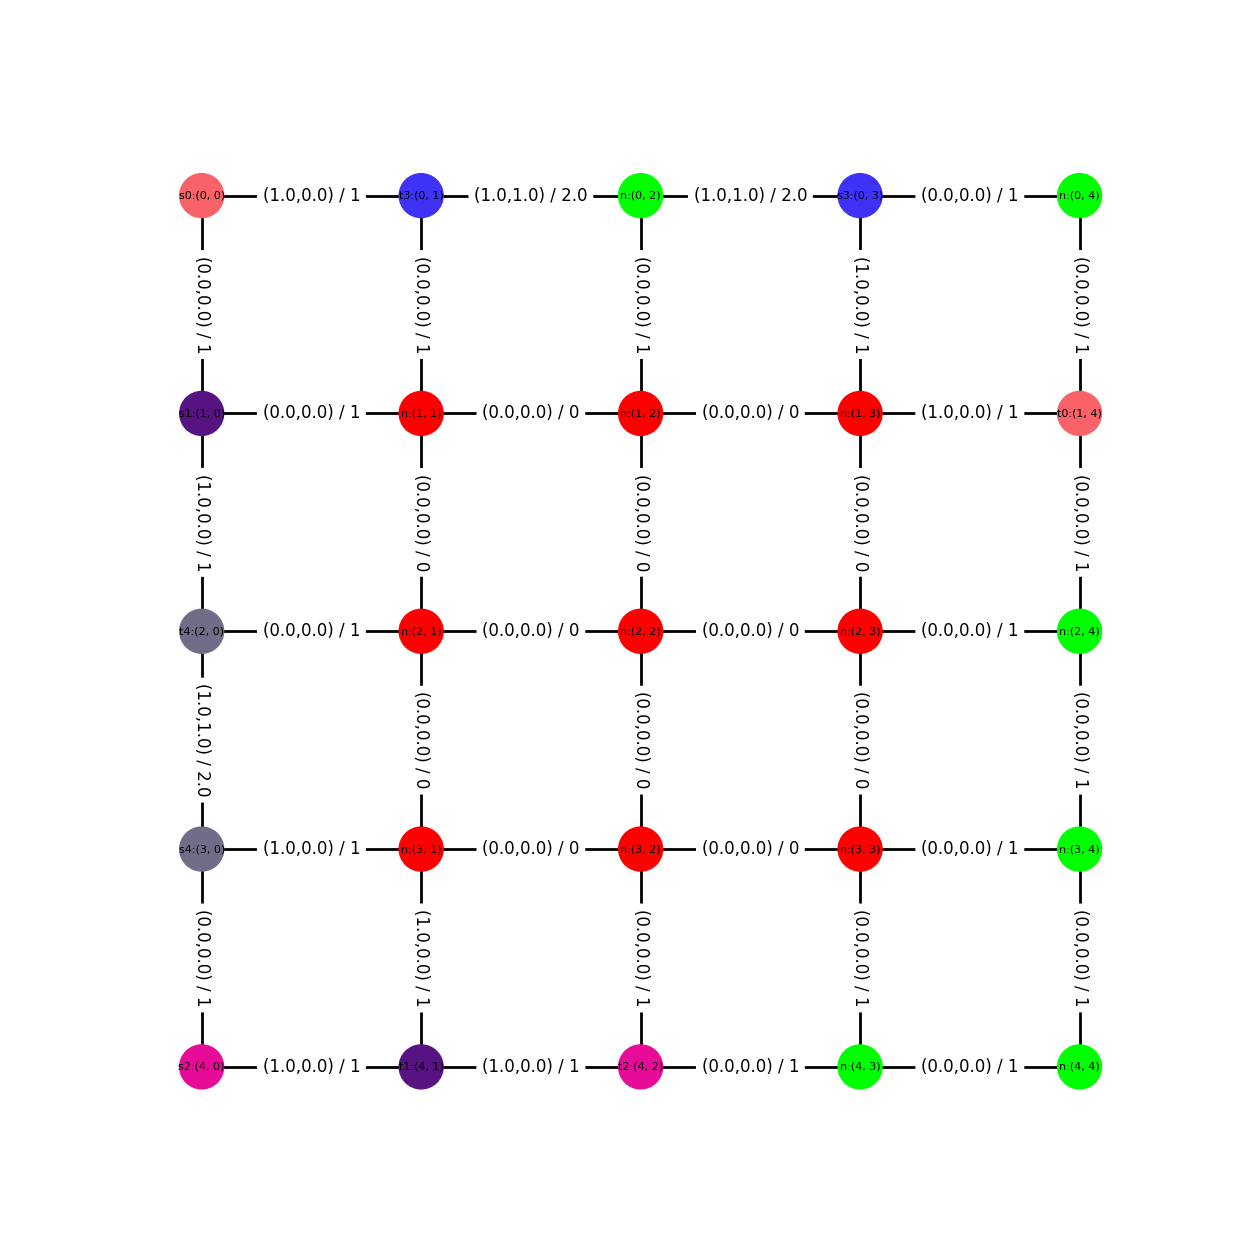 s0:(0, 0) (1.0,0.0) / 1 t3:(0, 1) (1.0,1.0) / 2.0 n:(0, 2) (1.0,1.0) / 2.0 s3:(0, 3) (0.0,0.0) / 1 n:(0, 4)
(0.0,0.0) / 1 (0.0,0.0) / 1 (0.0,0.0) / 1 (1.0,0.0) / 1 (0.0,0.0) / 1
s1:(1, 0) (0.0,0.0) / 1 n:(1, 1) (0.0,0.0) / 0 n:(1, 2) (0.0,0.0) / 0 n:(1, 3) (1.0,0.0) / 1 t0:(1, 4)
(1.0,0.0) / 1 (0.0,0.0) / 0 (0.0,0.0) / 0 (0.0,0.0) / 0 (0.0,0.0) / 1
t4:(2, 0) (0.0,0.0) / 1 n:(2, 1) (0.0,0.0) / 0 n:(2, 2) (0.0,0.0) / 0 n:(2, 3) (0.0,0.0) / 1 n:(2, 4)
(1.0,1.0) / 2.0 (0.0,0.0) / 0 (0.0,0.0) / 0 (0.0,0.0) / 0 (0.0,0.0) / 1
s4:(3, 0) (1.0,0.0) / 1 n:(3, 1) (0.0,0.0) / 0 n:(3, 2) (0.0,0.0) / 0 n:(3, 3) (0.0,0.0) / 1 n:(3, 4)
(0.0,0.0) / 1 (1.0,0.0) / 1 (0.0,0.0) / 1 (0.0,0.0) / 1 (0.0,0.0) / 1
s2:(4, 0) (1.0,0.0) / 1 t1:(4, 1) (1.0,0.0) / 1 t2:(4, 2) (0.0,0.0) / 1 n:(4, 3) (0.0,0.0) / 1 n:(4, 4)